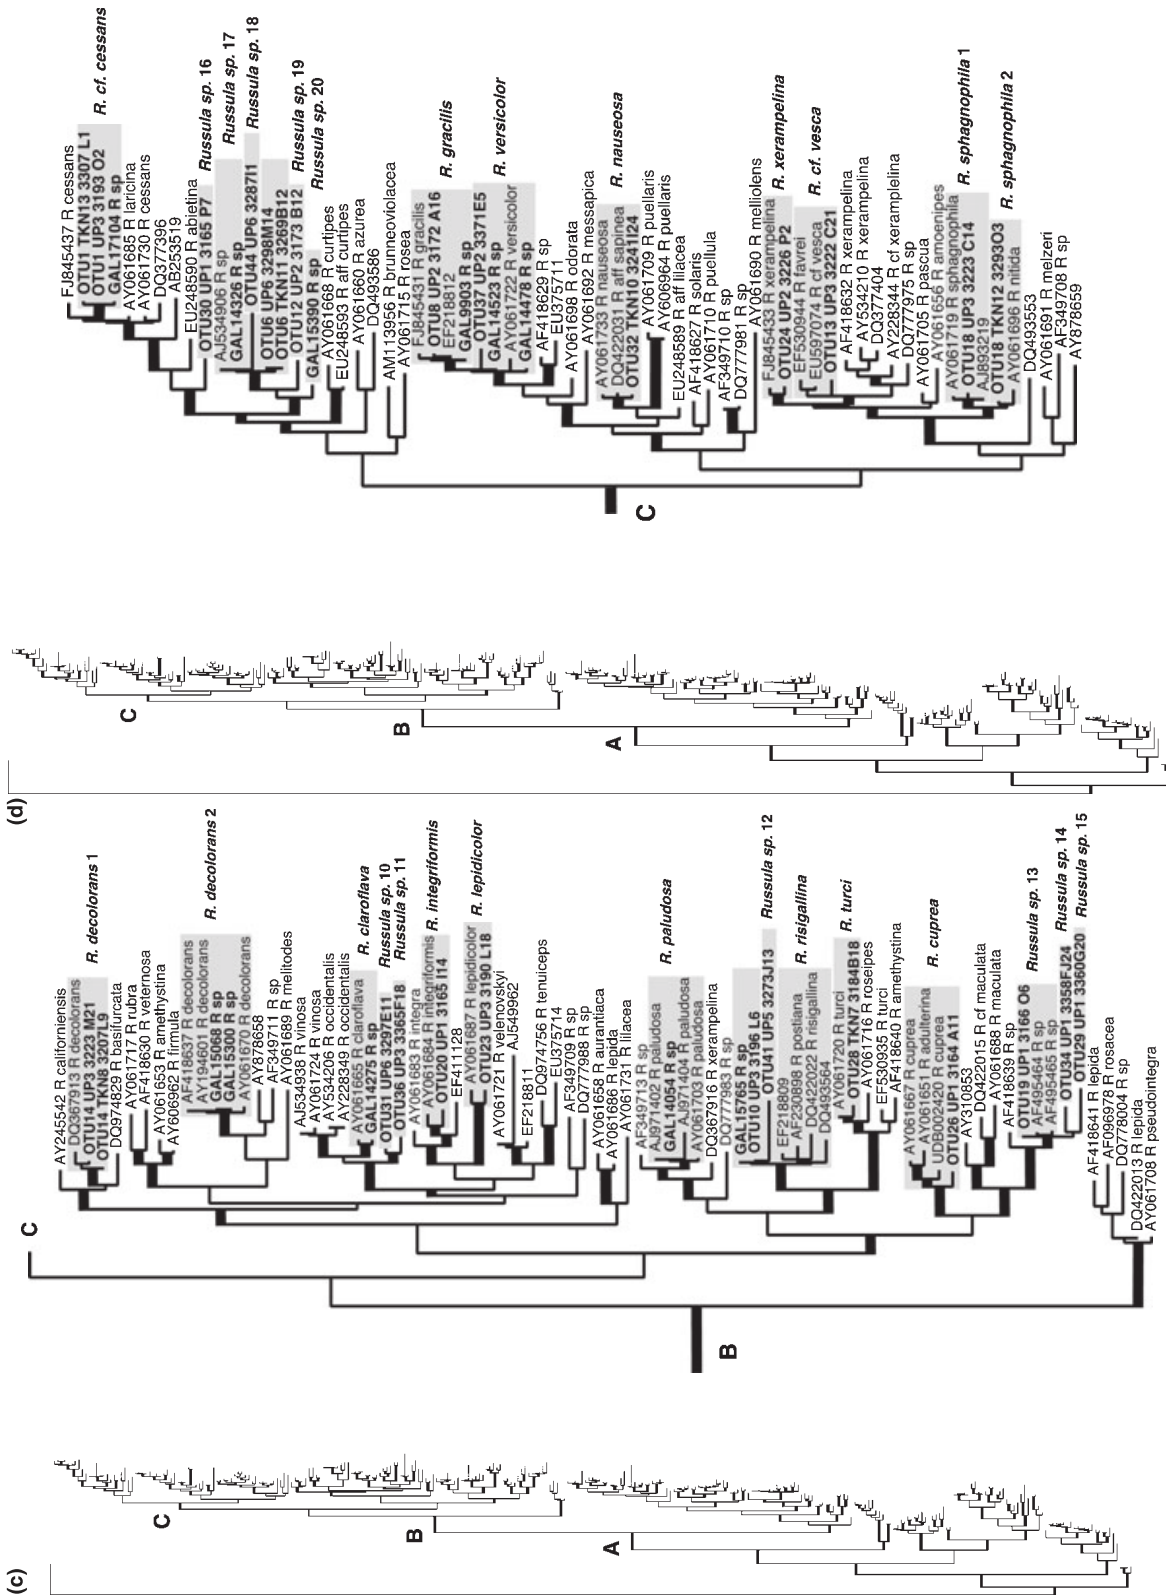 (c)
C
B
A
C
B
AY245542 R californiensis
DQ367913 R decolorans
OTU14 UP3 3223 M21
OTU14 TKN8 3207L9
DQ974829 R basifurcata
R. decolorans 1
AY061717 R rubra
AF418630 R veternosa
AY061653 R amethystina
AY606962 R firmula
AF418637 R decolorans
AY194601 R decolorans
GAL15068 R sp
GAL15300 R sp
AY061670 R decolorans
R. decolorans 2
AY878658
AF349711 R sp
AY061689 R melitodes
AJ534938 R vinosa
AY061724 R vinosa
AY534206 R occidentalis
AY228349 R occidentalis
AY061665 R claroflava
GAL14275 R sp
R. claroflava
OTU31 UP6 3297E11
Russula sp. 10
OTU36 UP3 3365F18
Russula sp. 11
AY061683 R integra
AY061684 R integriformis
OTU20 UP1 3165 I14
R. integriformis
EF411128
AY061687 R lepidicolor
OTU23 UP3 3190 L18
R. lepidicolor
AY061721 R velenovskyi
AJ549962
EF218811
DQ974756 R tenuiceps
EU375714
AF349709 R sp
DQ777988 R sp
AY061658 R aurantiaca
AY061686 R lepida
AY061731 R lilacea
AF349713 R sp
AJ971402 R paludosa
GAL14054 R sp
AJ971404 R paludosa
AY061703 R paludosa
R. paludosa
DQ367916 R xerampelina
DQ777983 R sp
GAL15765 R sp
OTU10 UP3 3196 L6
OTU41 UP5 3273J13
Russula sp. 12
EF218809
AF230898 R postiana
DQ422022 R risigallina
DQ493564
R. risigallina
AY061720 R turci
OTU28 TKN7 3184B18
R. turci
AY061716 R roseipes
EF530935 R turci
AF418640 R amethystina
AY061667 R cuprea
AY061651 R adulterina
UDB002420 R cuprea
OTU26 UP1 3164 A11
R. cuprea
AY310853
DQ422015 R cf maculata
AY061688 R maculata
AF418639 R sp
OTU19 UP1 3166 O6
AF495464 R sp
AF495465 R sp
Russula sp. 13
OTU34 UP1 3358FJ24
Russula sp. 14
OTU29 UP1 3360G20
Russula sp. 15
AF418641 R lepida
AF096978 R rosacea
DQ778004 R sp
DQ422013 R lepida
AY061708 R pseudointegra
(d)
C
B
A
C
FJ845437 R cessans
OTU1 TKN13 3307 L1
OTU1 UP3 3193 O2
GAL17104 R sp
R. cf. cessans
AY061685 R laricina
AY061730 R cessans
DQ377396
AB253519
EU248590 R abietina
OTU30 UP1 3165 P7
Russula sp. 16
AJ534906 R sp
GAL14326 R sp
Russula sp. 17
OTU44 UP6 3287I1
Russula sp. 18
OTU6 UP6 3298M14
OTU6 TKN11 3269B12
OTU12 UP2 3173 B12
Russula sp. 19
GAL15390 R sp
Russula sp. 20
AY061668 R curtipes
EU248593 R aff curtipes
AY061660 R azurea
DQ493586
AM113956 R brunneoviolacea
AY061715 R rosea
FJ845431 R gracilis
OTU8 UP2 3172 A16
EF218812
GAL9903 R sp
R. gracilis
OTU37 UP2 3371E5
GAL14523 R sp
AY061722 R versicolor
GAL14478 R sp
R. versicolor
AF418629 R sp
EU375711
AY061698 R odorata
AY061692 R messapica
AY061733 R nauseosa
DQ422031 R aff sapinea
OTU32 TKN10 3241I24
R. nauseosa
AY061709 R puellaris
AY606964 R puellaris
EU248589 R aff lilacea
AF418627 R solaris
AY061710 R puellula
AF349710 R sp
DQ777981 R sp
AY061690 R melliolens
FJ845433 R xerampelina
OTU24 UP2 3226 P2
R. xerampelina
EF530944 R favrei
EU597074 R cf vesca
OTU13 UP3 3222 C21
R. cf. vesca
AF418632 R xerampelina
AY534210 R xerampelina
DQ377404
AY228344 R cf xeramplelina
DQ777975 R sp
AY061705 R pascua
AY061656 R amoenipes
AY061719 R sphagnophila
OTU18 UP3 3223 C14
R. sphagnophila 1
AJ893219
OTU18 TKN12 3293O3
AY061696 R nitida
R. sphagnophila 2
DQ493553
AY061691 R melzeri
AF349708 R sp
AY878659